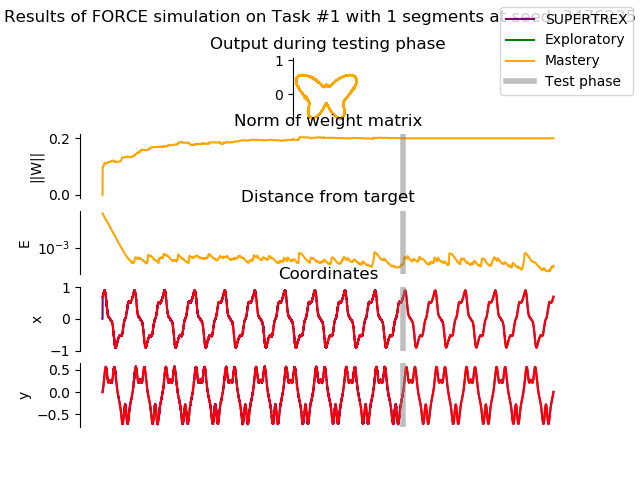 Results of FORCE simulation on Task #1 with 1 segments at seed
SUPERTREX
Exploratory
Mastery
Test phase
Output during testing phase
1
0
Norm of weight matrix
0.2
0.0
||W||
Distance from target
10⁻³
E
Coordinates
1
0
−1
x
0.5
0.0
−0.5
y